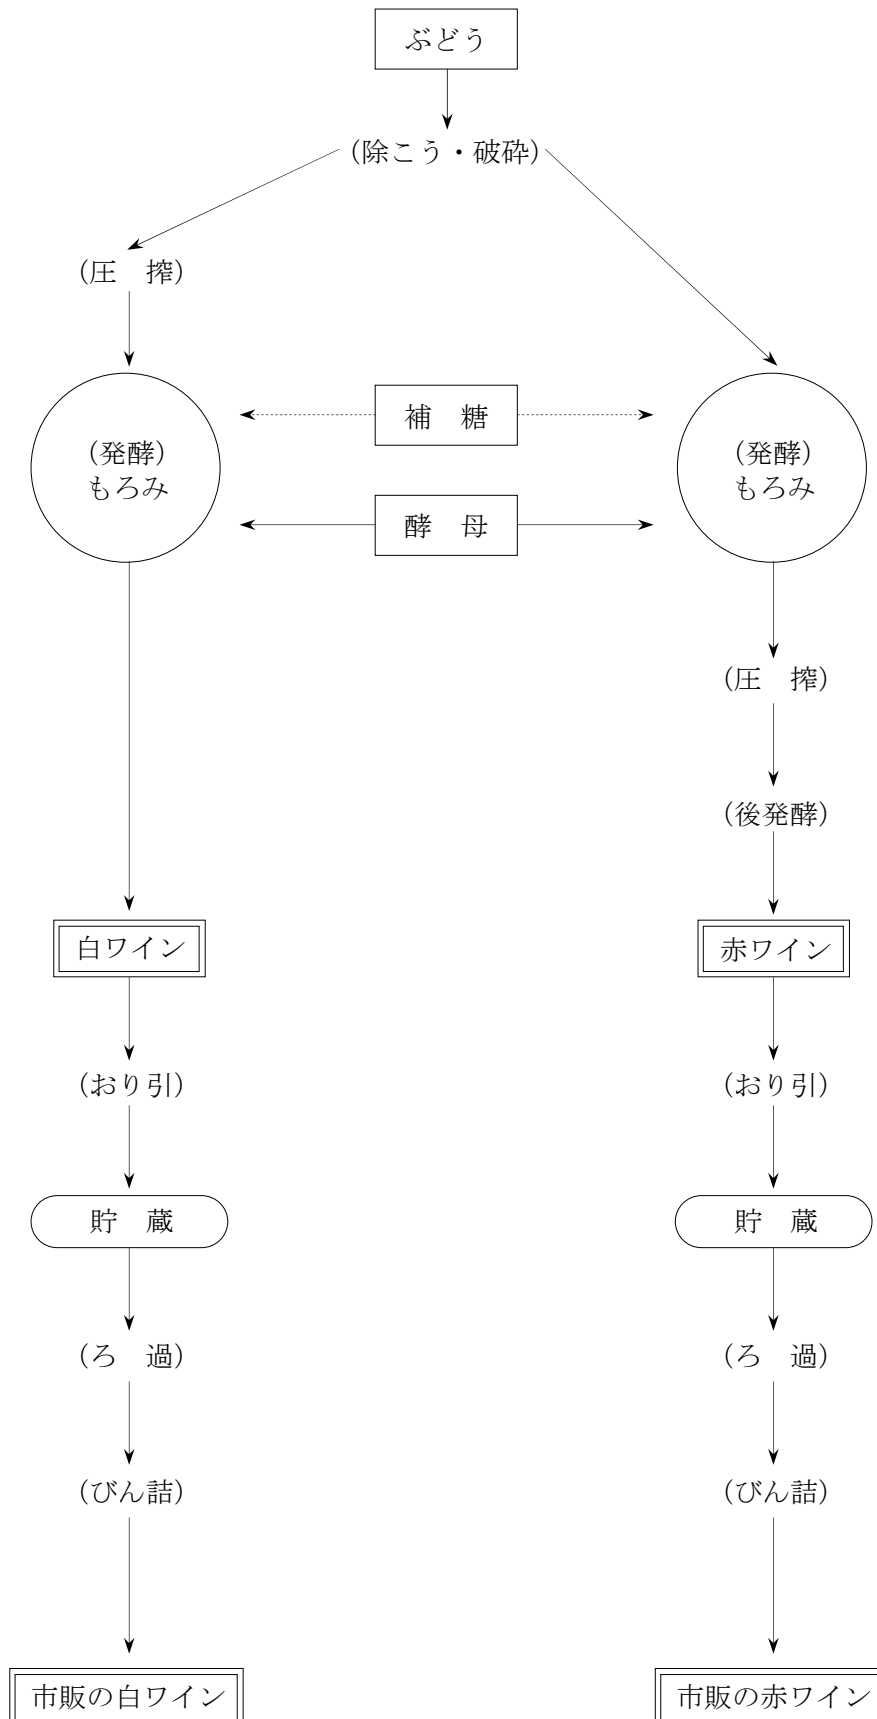 ぶどう
(除こう・破砕)
(圧　搾)
(発酵)
もろみ
補　糖
酵　母
(発酵)
もろみ
(圧　搾)
(後発酵)
白ワイン
赤ワイン
(おり引)
(おり引)
貯　蔵
貯　蔵
(ろ　過)
(ろ　過)
(びん詰)
(びん詰)
市販の白ワイン
市販の赤ワイン